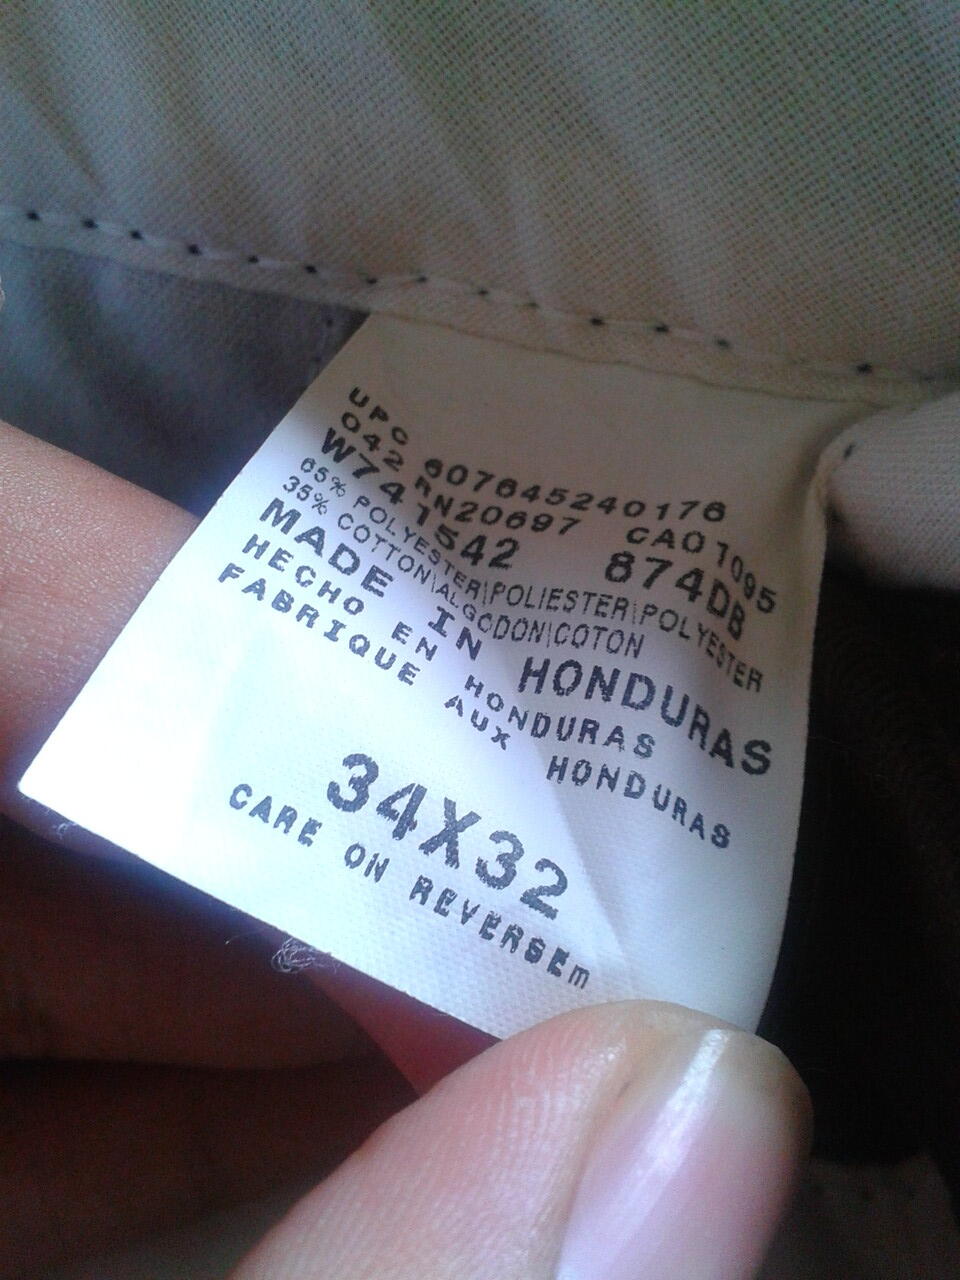 UPC
042 607645240176
RN20697 CA01095
W741542 874DB
65% POLYESTER\POLIESTER\POLYESTER
35% COTTON\ALGODON\COTON
MADE IN HONDURAS
HECHO EN HONDURAS
FABRIQUE AUX HONDURAS
34X32
CARE ON REVERSEm